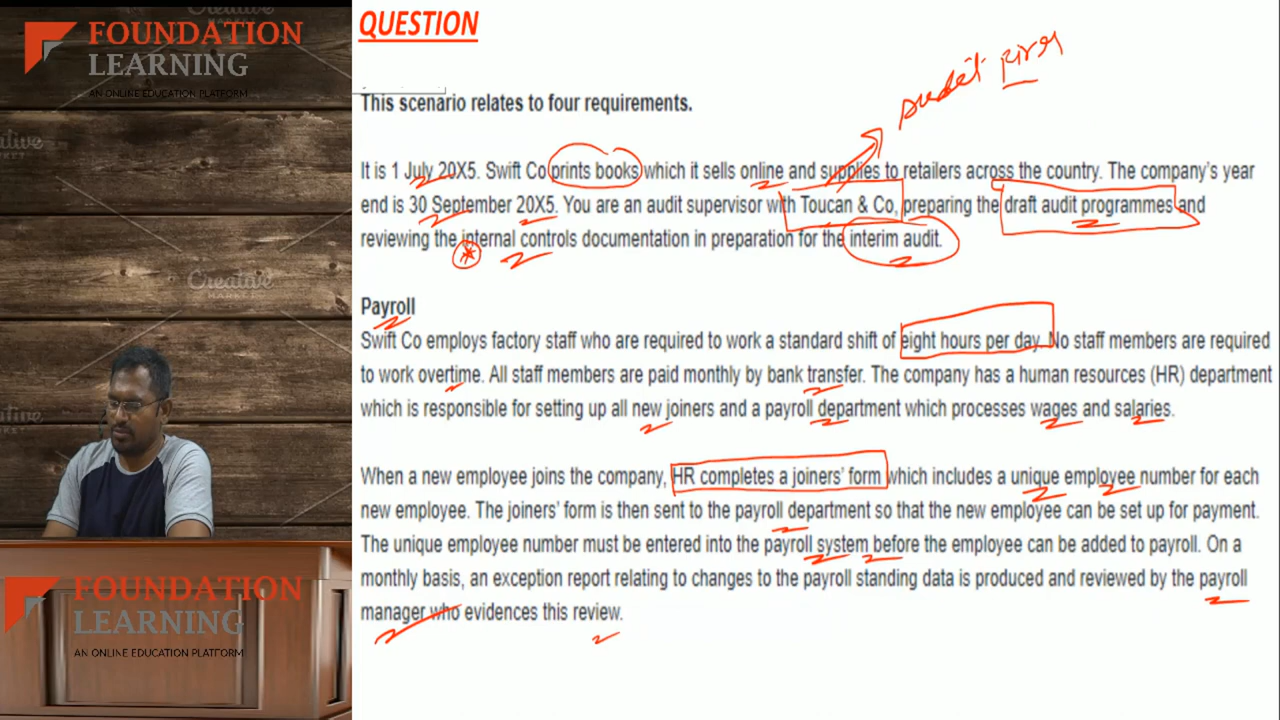 FOUNDATION
LEARNING
AN ONLINE EDUCATION PLATFORM
QUESTION
audit firm
This scenario relates to four requirements.
It is 1 July 20X5. Swift Co prints books which it sells online and supplies to retailers across the country. The company's year
end is 30 September 20X5. You are an audit supervisor with Toucan & Co, preparing the draft audit programmes and
reviewing the internal controls documentation in preparation for the interim audit.
Payroll
Swift Co employs factory staff who are required to work a standard shift of eight hours per day. No staff members are required
to work overtime. All staff members are paid monthly by bank transfer. The company has a human resources (HR) department
which is responsible for setting up all new joiners and a payroll department which processes wages and salaries.
When a new employee joins the company, HR completes a joiners' form which includes a unique employee number for each
new employee. The joiners' form is then sent to the payroll department so that the new employee can be set up for payment.
The unique employee number must be entered into the payroll system before the employee can be added to payroll. On a
monthly basis, an exception report relating to changes to the payroll standing data is produced and reviewed by the payroll
manager who evidences this review.
Creative
MARKET
FOUNDATION
LEARNING
AN ONLINE EDUCATION PLATFORM